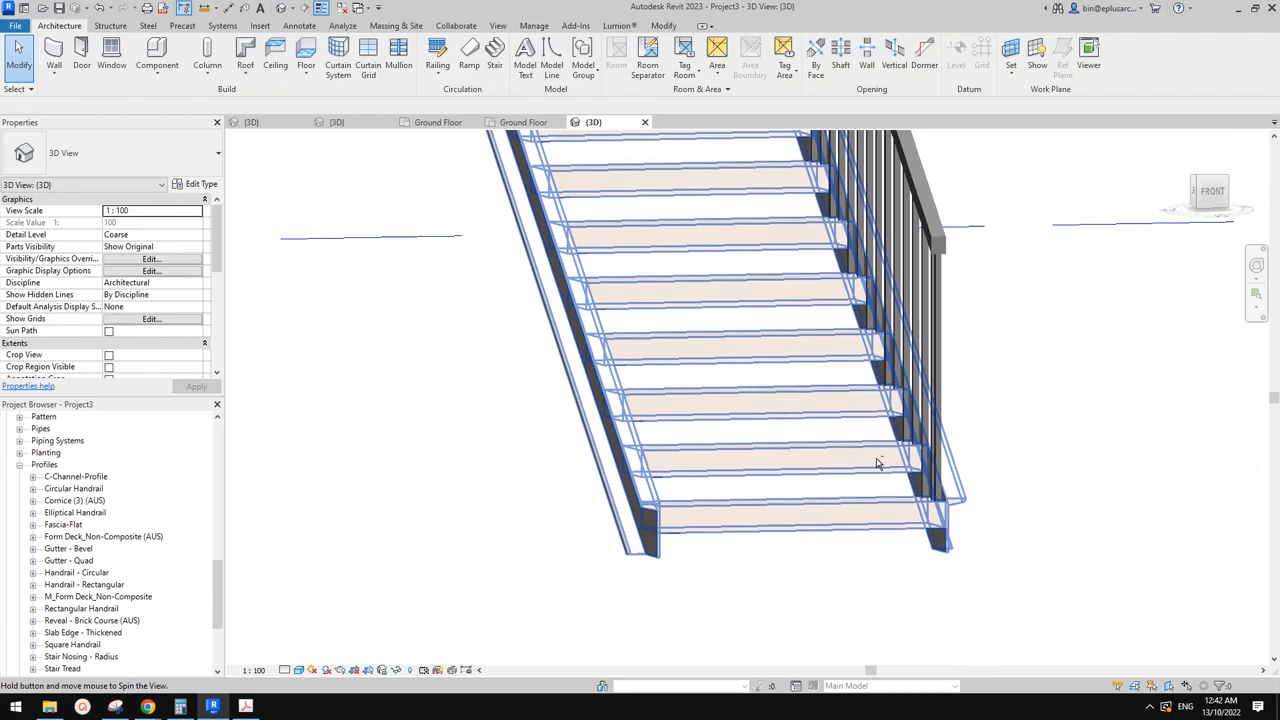 Autodesk Revit 2023 - Project3 - 3D View: {3D}
bin@eplusarc...
File Architecture Structure Steel Precast Systems Insert Annotate Analyze Massing & Site Collaborate View Manage Add-Ins Lumion® Modify
Modify Wall Door Window Component Column Roof Ceiling Floor Curtain System Curtain Grid Mullion Railing Ramp Stair Model Text Model Line Model Group Room Room Separator Tag Room Area Area Boundary Tag Area By Face Shaft Wall Vertical Dormer Level Grid Set Show Ref Plane Viewer
Select Build Circulation Model Room & Area Opening Datum Work Plane
Properties
{3D} {3D} Ground Floor Ground Floor {3D}
3D View
3D View: {3D} Edit Type
Graphics
View Scale 1 : 100
Scale Value 1: 100
Detail Level Coarse
Parts Visibility Show Original
Visibility/Graphics Overri... Edit...
Graphic Display Options Edit...
Discipline Architectural
Show Hidden Lines By Discipline
Default Analysis Display S... None
Show Grids Edit...
Sun Path
Extents
Crop View
Crop Region Visible
Properties help Apply
FRONT
Project Browser - Project3
Pattern
Pipes
Piping Systems
Planting
Profiles
C-Channel-Profile
Circular Handrail
Cornice (3) (AUS)
Elliptical Handrail
Fascia-Flat
Form Deck_Non-Composite (AUS)
Gutter - Bevel
Gutter - Quad
Handrail - Circular
Handrail - Rectangular
M_Form Deck_Non-Composite
Rectangular Handrail
Reveal - Brick Course (AUS)
Slab Edge - Thickened
Square Handrail
Stair Nosing - Radius
Stair Tread
1 : 100
Hold button and move mouse to Spin the View.
:0 Main Model :0
ENG 12:42 AM
13/10/2022